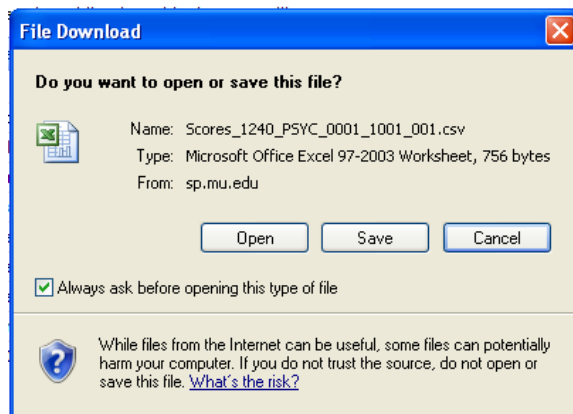 File Download
Do you want to open or save this file?
Name: Scores_1240_PSYC_0001_1001_001.csv
Type: Microsoft Office Excel 97-2003 Worksheet, 756 bytes
From: sp.mu.edu
Open Save Cancel
Always ask before opening this type of file
While files from the Internet can be useful, some files can potentially
harm your computer. If you do not trust the source, do not open or
save this file. What's the risk?